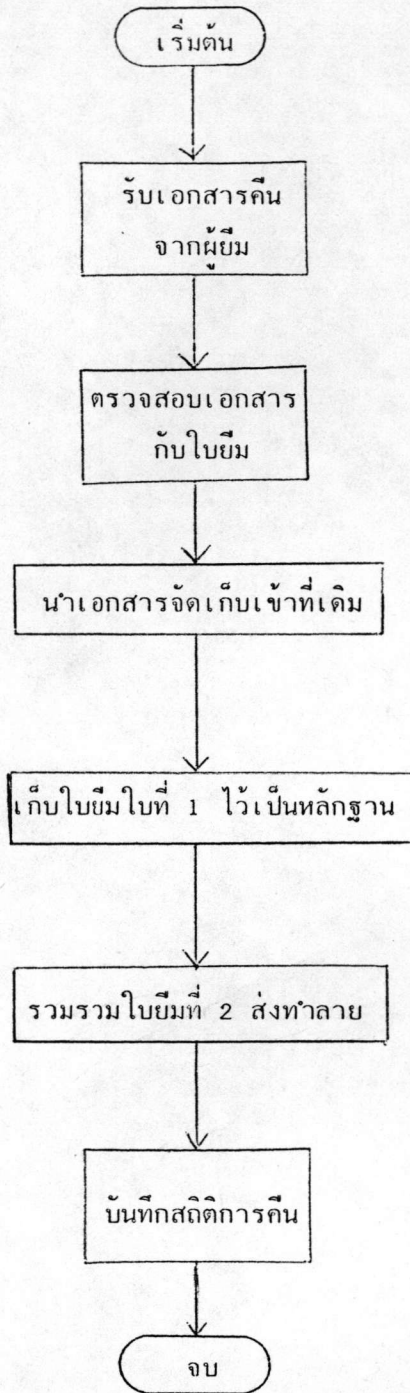 เริ่มต้น
รับเอกสารคืน
จากผู้ยืม
ตรวจสอบเอกสาร
กับใบยืม
นำเอกสารจัดเก็บเข้าที่เดิม
เก็บใบยืมใบที่ 1 ไว้เป็นหลักฐาน
รวมรวมใบยืมที่ 2 ส่งทำลาย
บันทึกสถิติการคืน
จบ